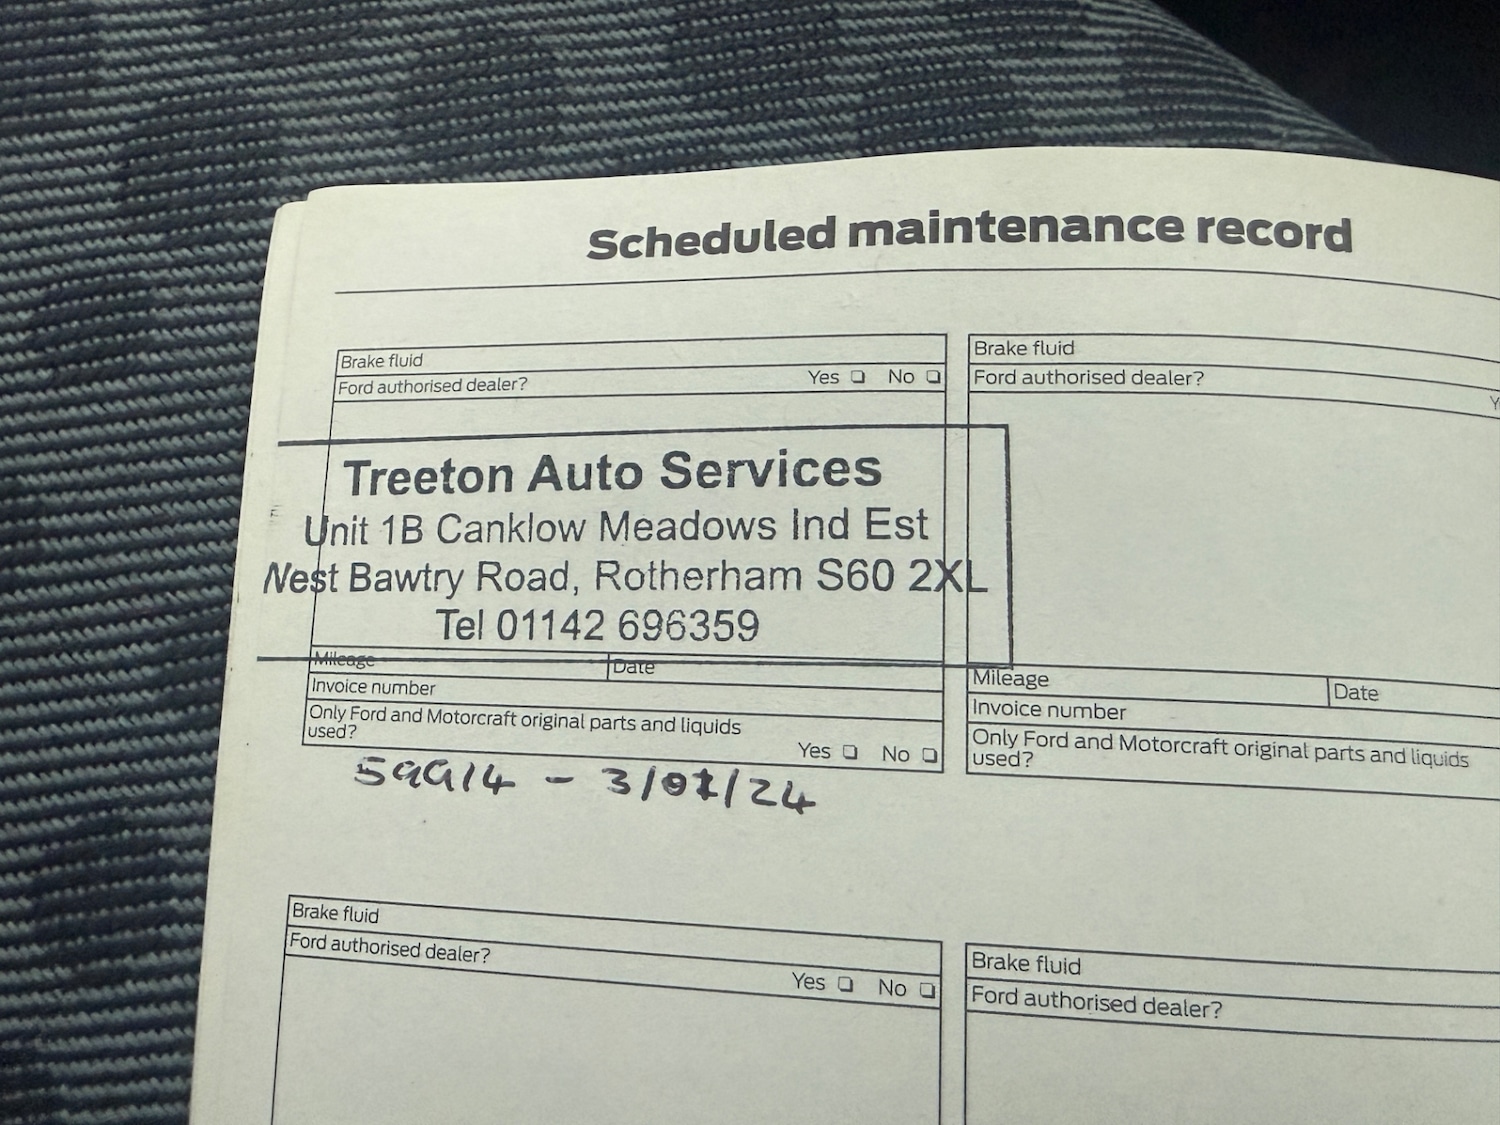 Scheduled maintenance record
Brake fluid
Ford authorised dealer?
Yes No
Treeton Auto Services
Unit 1B Canklow Meadows Ind Est
West Bawtry Road, Rotherham S60 2XL
Tel 01142 696359
Mileage Date
Invoice number
Only Ford and Motorcraft original parts and liquids
used?
Yes No
59914 - 3/07/24
Brake fluid
Ford authorised dealer?
Mileage Date
Invoice number
Only Ford and Motorcraft original parts and liquids
used?
Brake fluid
Ford authorised dealer?
Yes No
Brake fluid
Ford authorised dealer?